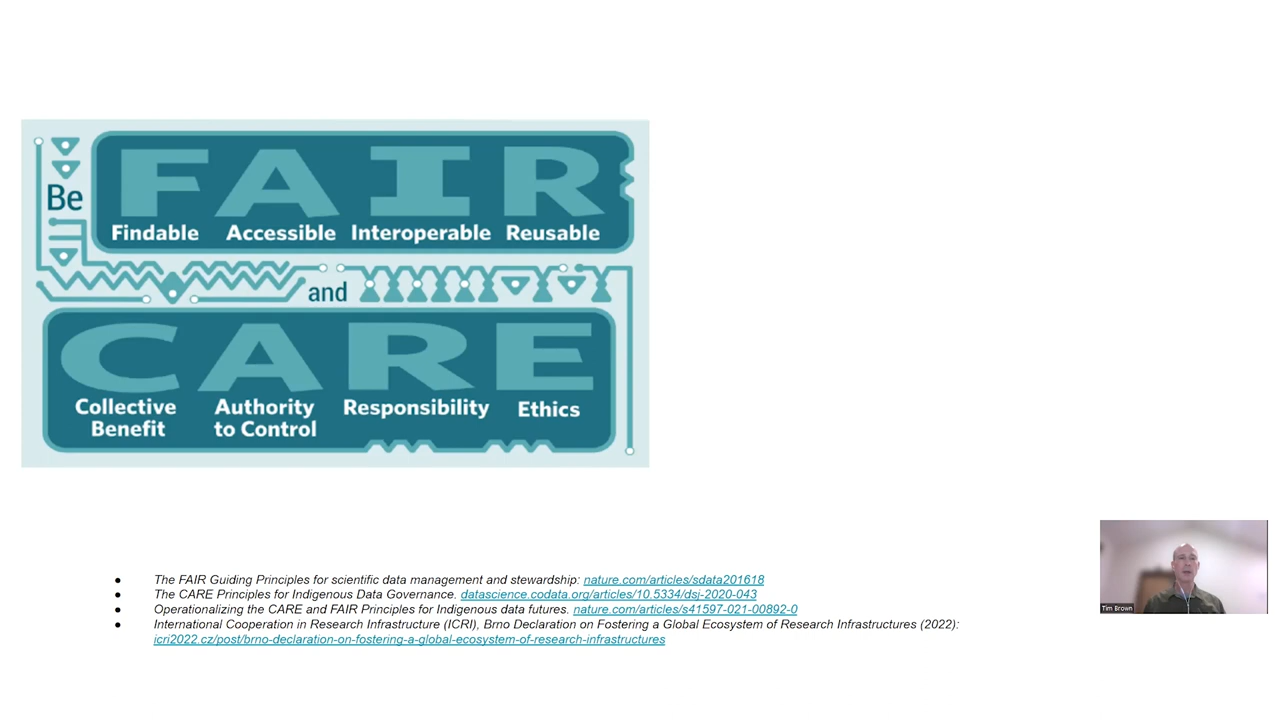 Be
FAIR
Findable Accessible Interoperable Reusable
and
CARE
Collective Benefit
Authority to Control
Responsibility
Ethics
● The FAIR Guiding Principles for scientific data management and stewardship: nature.com/articles/sdata201618
● The CARE Principles for Indigenous Data Governance. datascience.codata.org/articles/10.5334/dsj-2020-043
● Operationalizing the CARE and FAIR Principles for Indigenous data futures. nature.com/articles/s41597-021-00892-0
● International Cooperation in Research Infrastructure (ICRI), Brno Declaration on Fostering a Global Ecosystem of Research Infrastructures (2022):
icri2022.cz/post/brno-declaration-on-fostering-a-global-ecosystem-of-research-infrastructures
Tim Brown